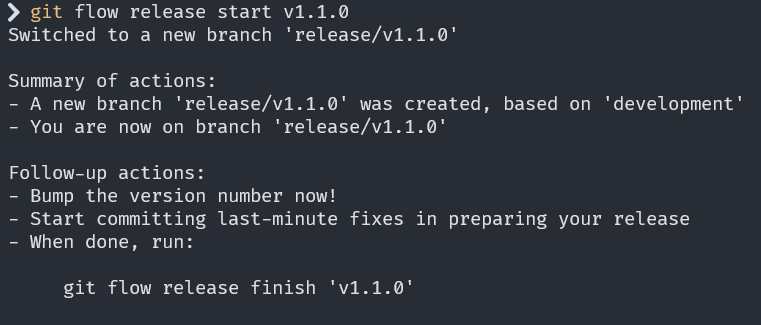 ❯ git flow release start v1.1.0
Switched to a new branch 'release/v1.1.0'
Summary of actions:
- A new branch 'release/v1.1.0' was created, based on 'development'
- You are now on branch 'release/v1.1.0'
Follow-up actions:
- Bump the version number now!
- Start committing last-minute fixes in preparing your release
- When done, run:
git flow release finish 'v1.1.0'